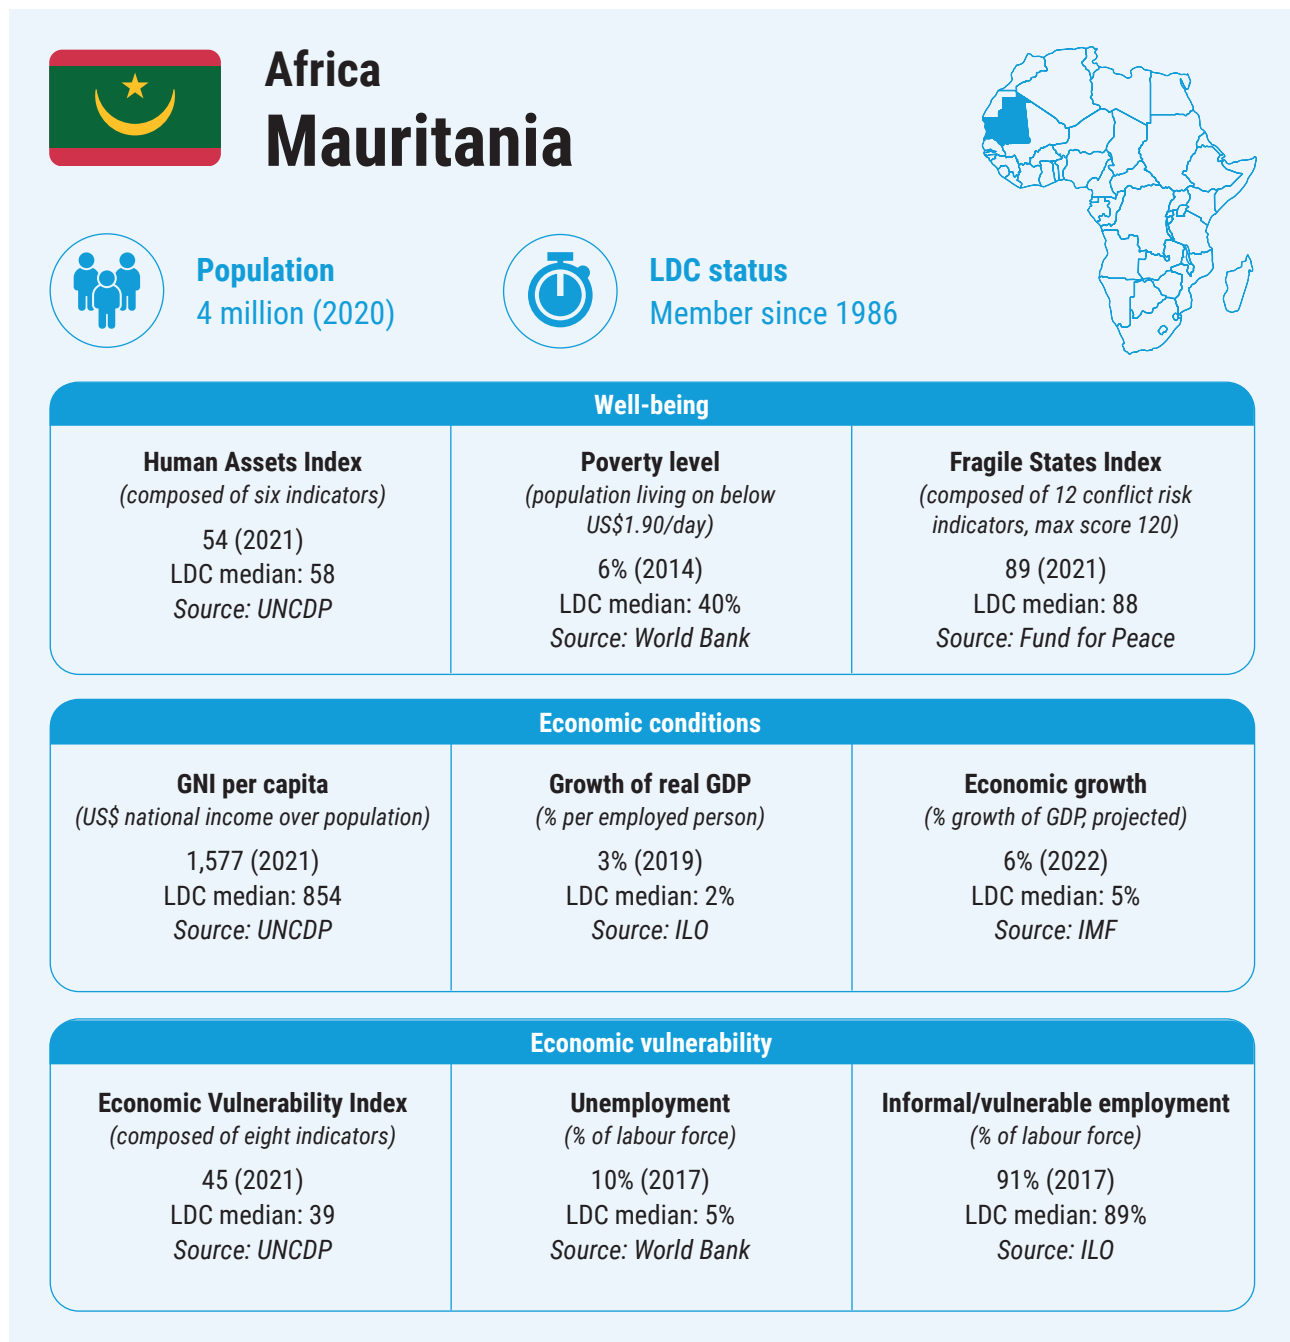 Africa
Mauritania
Population
4 million (2020)
LDC status
Member since 1986
Well-being
Human Assets Index
(composed of six indicators)
54 (2021)
LDC median: 58
Source: UNCDP
Poverty level
(population living on below
US$1.90/day)
6% (2014)
LDC median: 40%
Source: World Bank
Fragile States Index
(composed of 12 conflict risk
indicators, max score 120)
89 (2021)
LDC median: 88
Source: Fund for Peace
Economic conditions
GNI per capita
(US$ national income over population)
1,577 (2021)
LDC median: 854
Source: UNCDP
Growth of real GDP
(% per employed person)
3% (2019)
LDC median: 2%
Source: ILO
Economic growth
(% growth of GDP, projected)
6% (2022)
LDC median: 5%
Source: IMF
Economic vulnerability
Economic Vulnerability Index
(composed of eight indicators)
45 (2021)
LDC median: 39
Source: UNCDP
Unemployment
(% of labour force)
10% (2017)
LDC median: 5%
Source: World Bank
Informal/vulnerable employment
(% of labour force)
91% (2017)
LDC median: 89%
Source: ILO